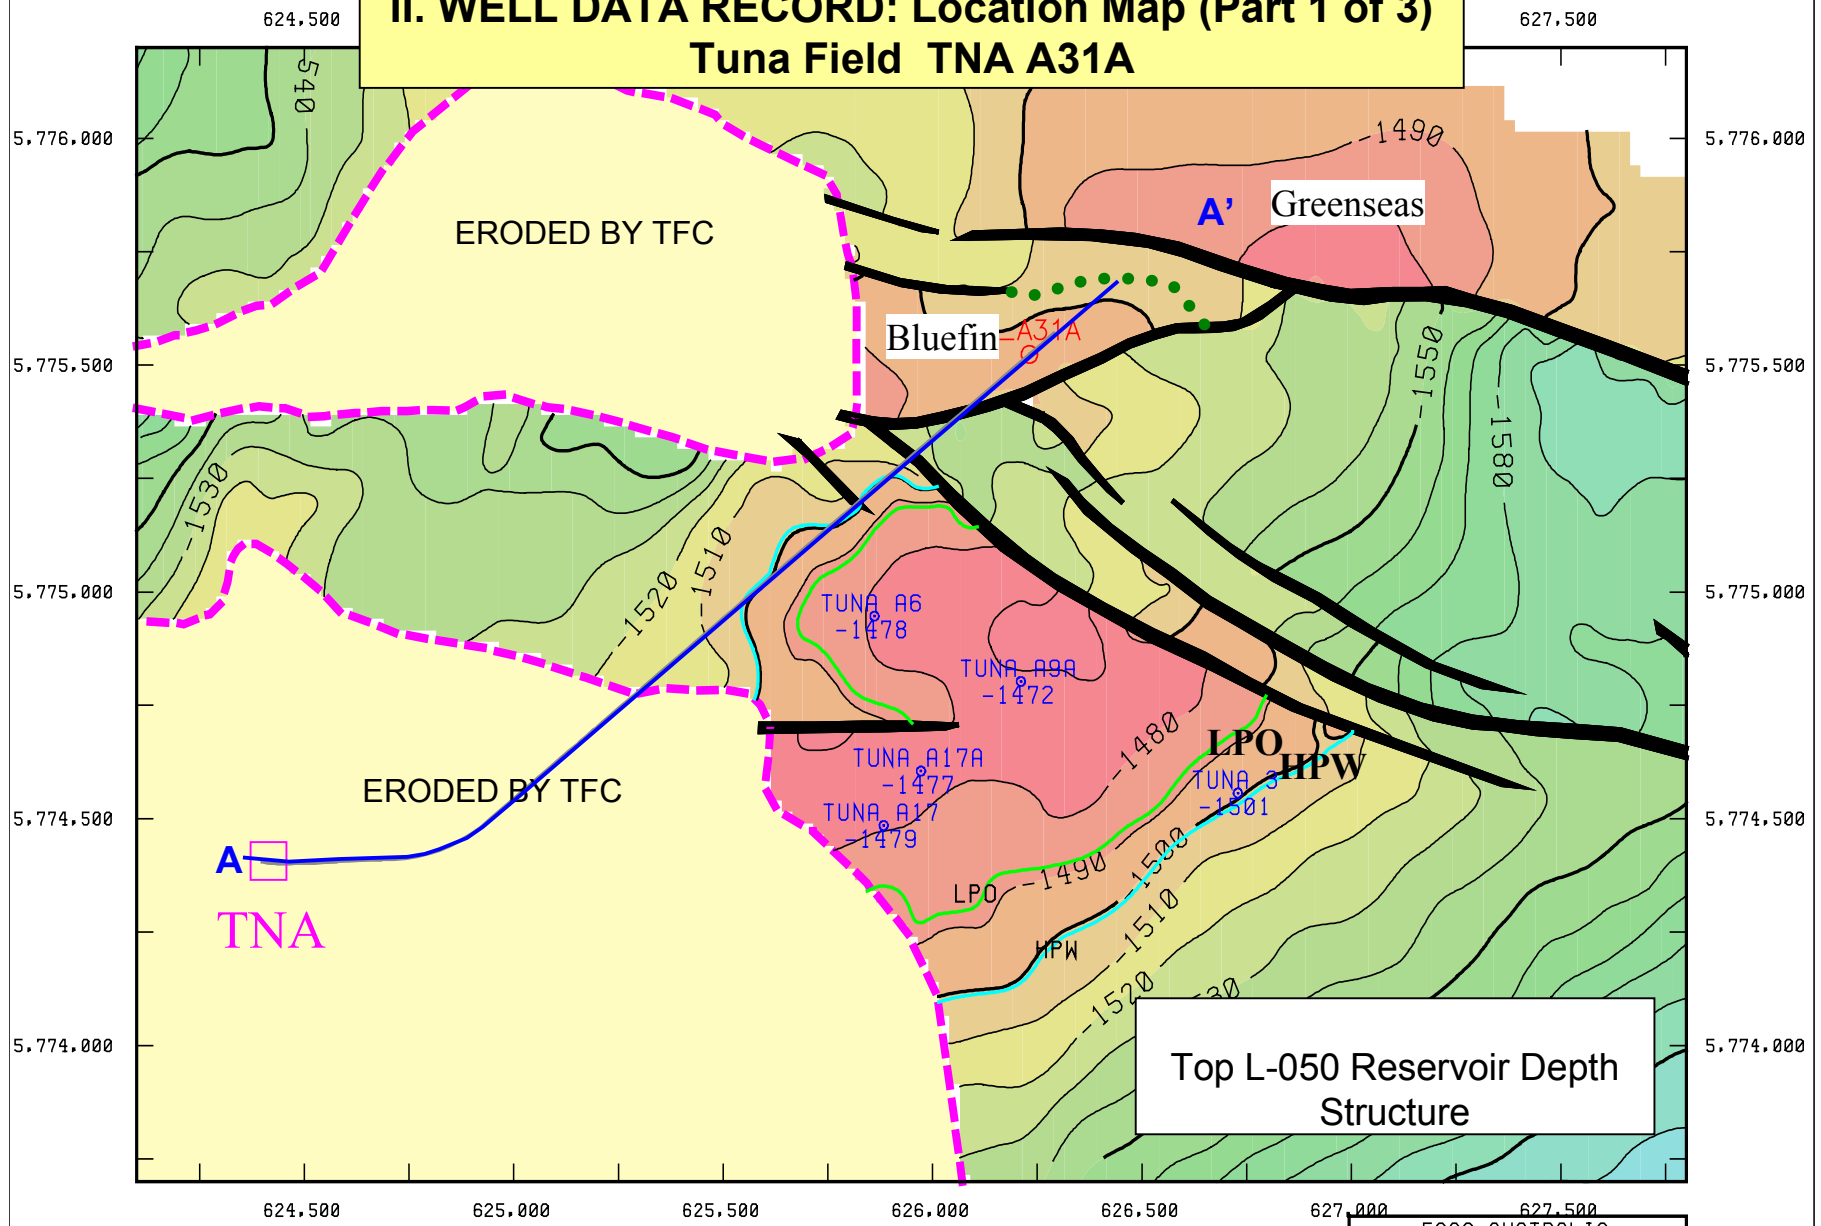 624,500
627,500
II. WELL DATA RECORD: Location Map (Part 1 of 3)
Tuna Field TNA A31A
540
5,776,000
-1490
5,776,000
A’
Greenseas
ERODED BY TFC
Bluefin
A31A
5,775,500
-1550
5,775,500
-1580
-1530
-1510
-1520
5,775,000
5,775,000
TUNA A6
-1478
TUNA A9A
-1472
-1480
LPO
HPW
TUNA A17A
-1477
TUNA 3
-1501
ERODED BY TFC
TUNA A17
-1479
5,774,500
5,774,500
A
-1500
-1490
LPO
TNA
-1510
HPW
-1520
5,774,000
5,774,000
Top L-050 Reservoir Depth
Structure
624,500
625,000
625,500
626,000
626,500
627,000
627,500